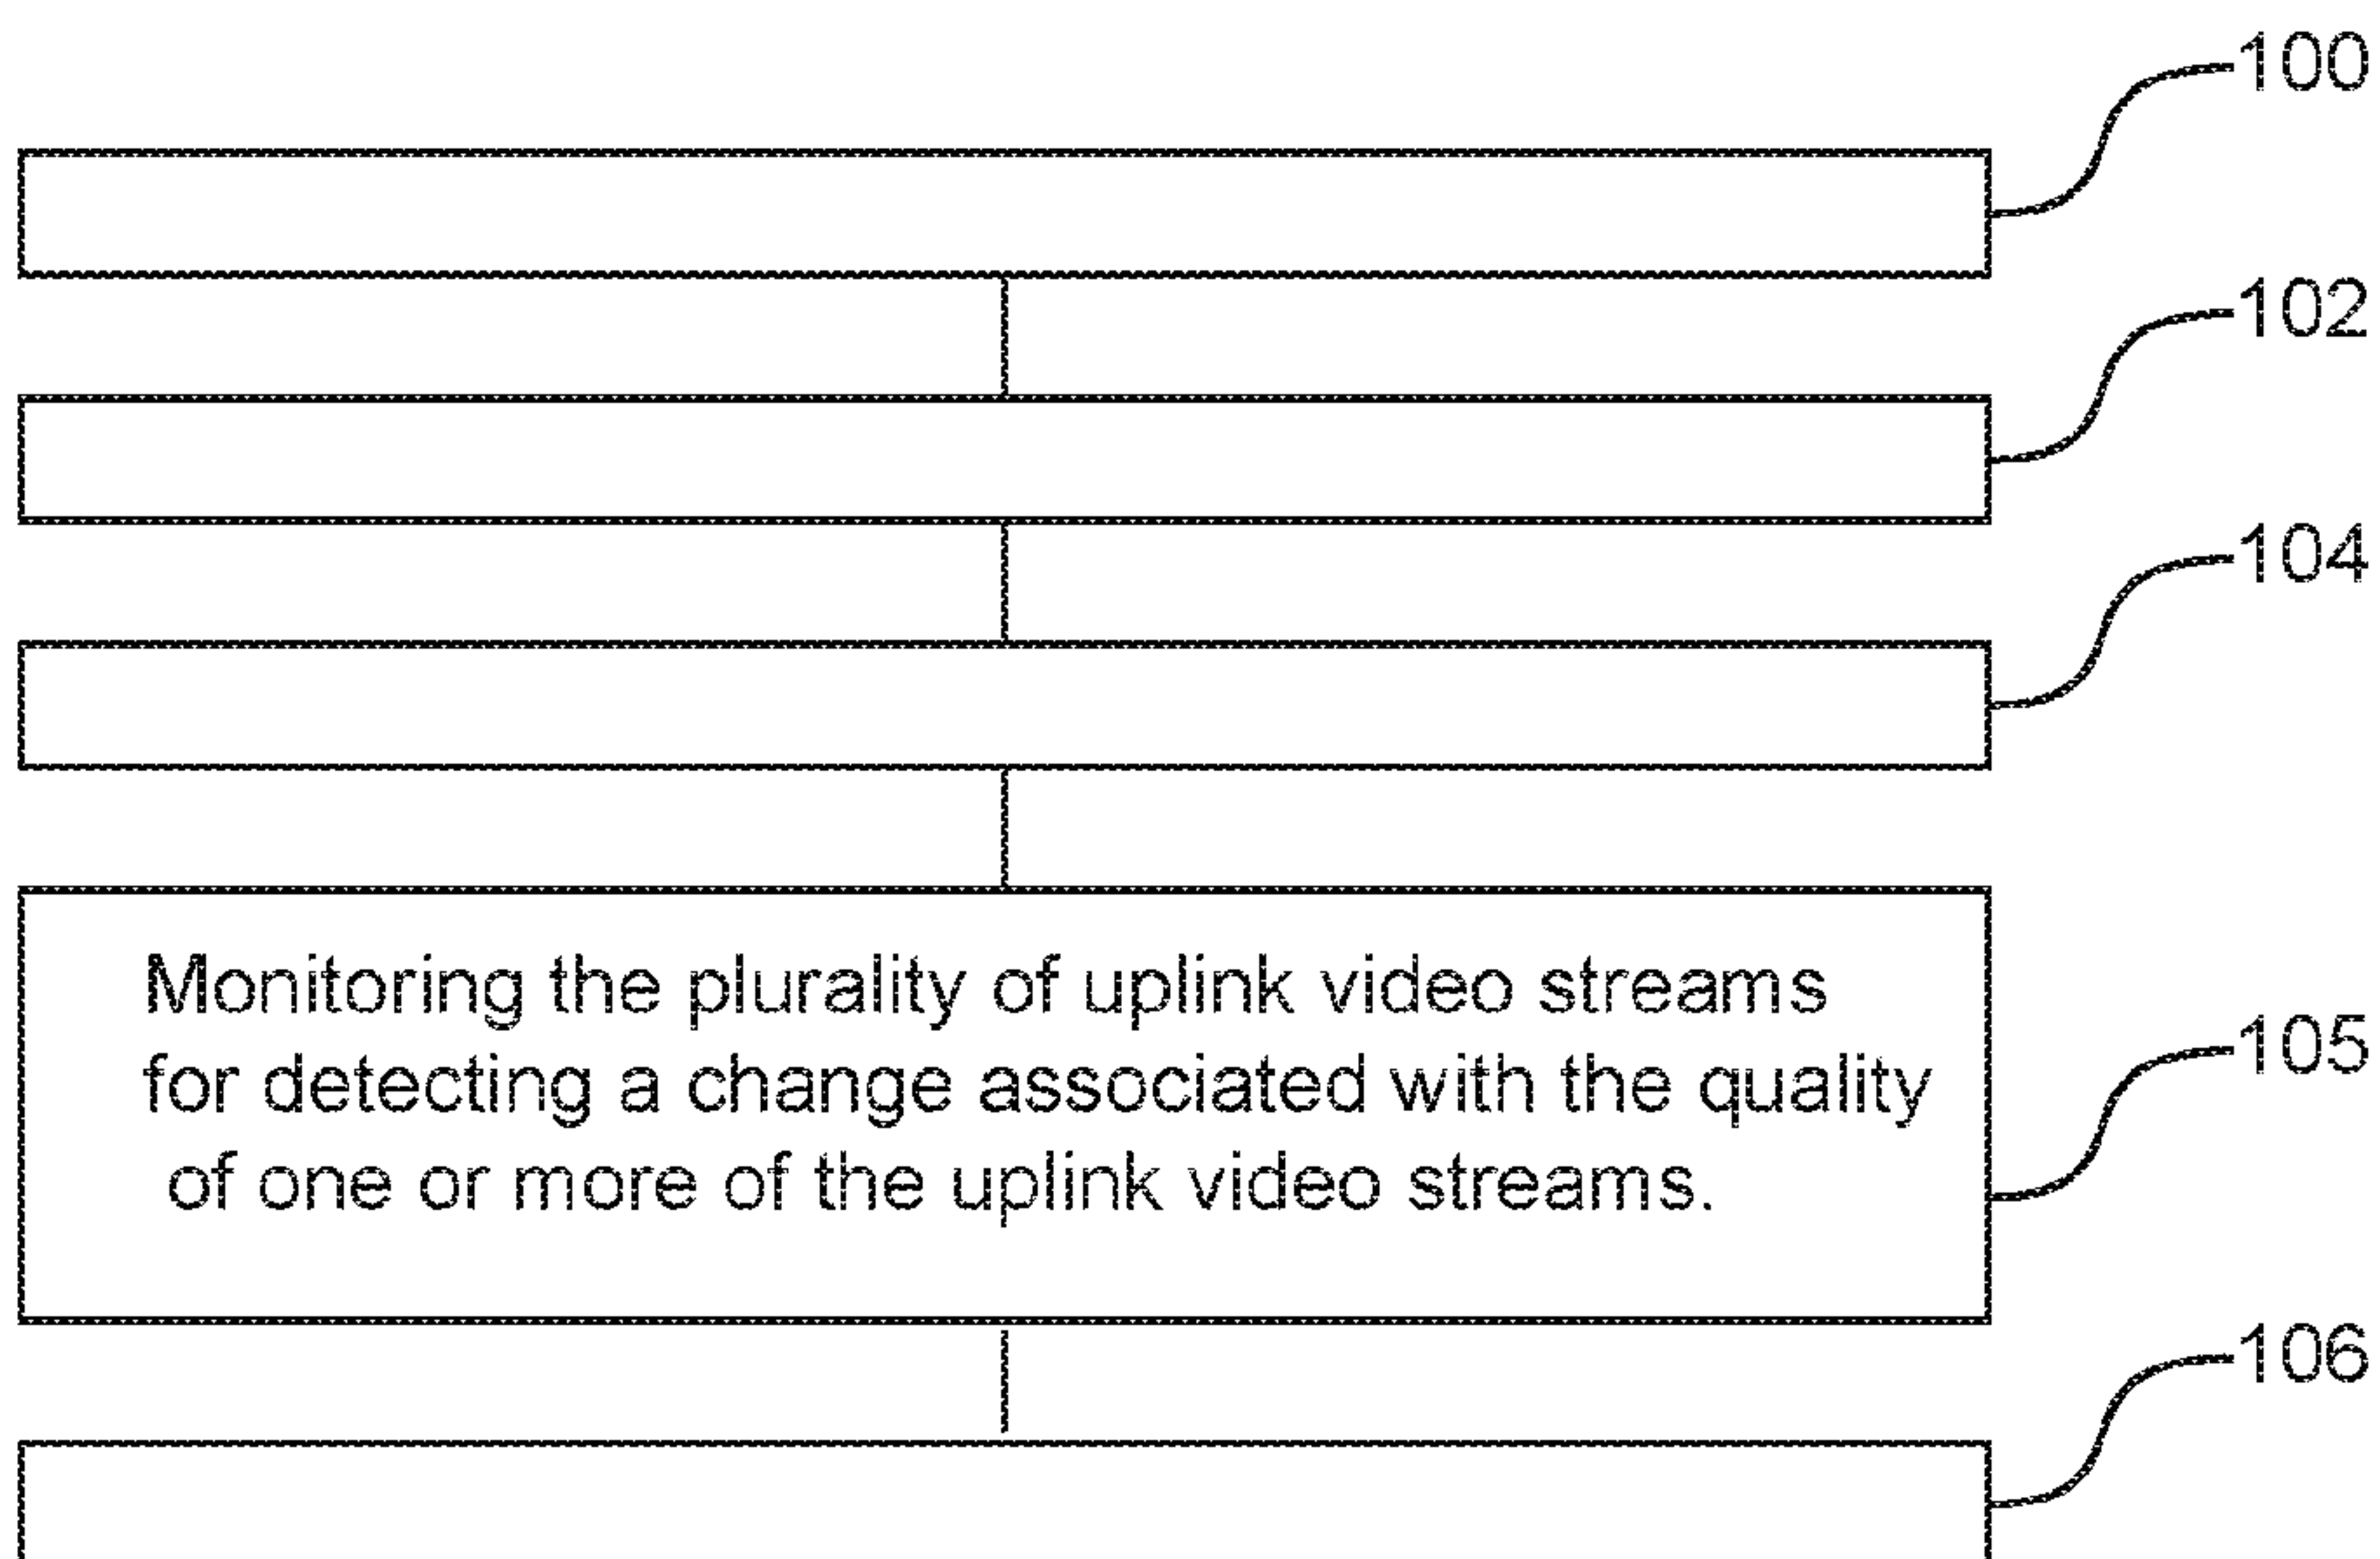 100
102
104
Monitoring the plurality of uplink video streams
for detecting a change associated with the quality
of one or more of the uplink video streams.
105
106